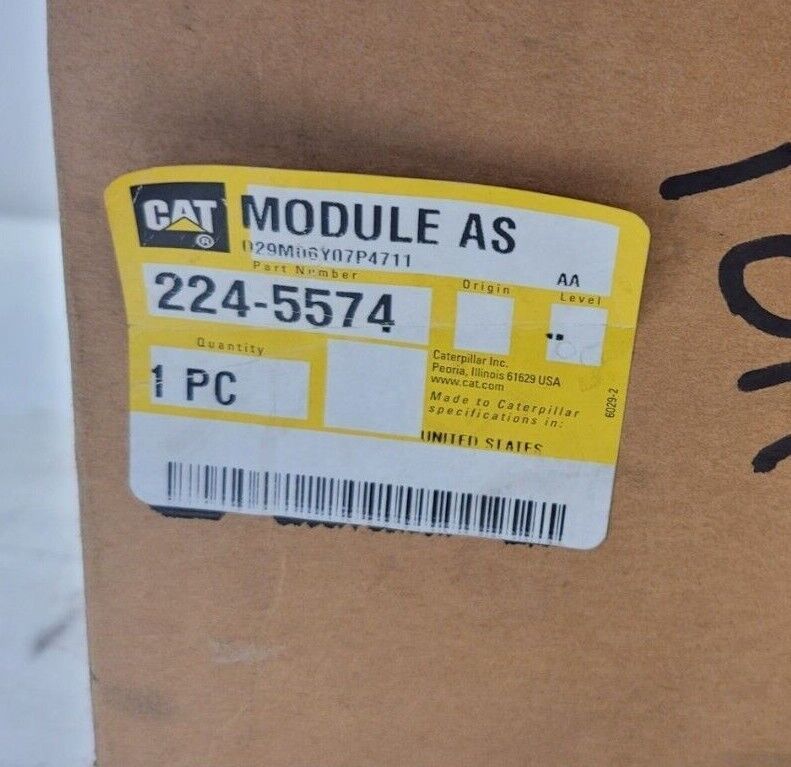 CAT ®
MODULE AS
029M06Y07P4711
Part Number
224-5574
Origin
AA
Level
Quantity
1 PC
Caterpillar Inc.
Peoria, Illinois 61629 USA
www.cat.com
Made to Caterpillar
specifications in:
UNITED STATES
6029-2